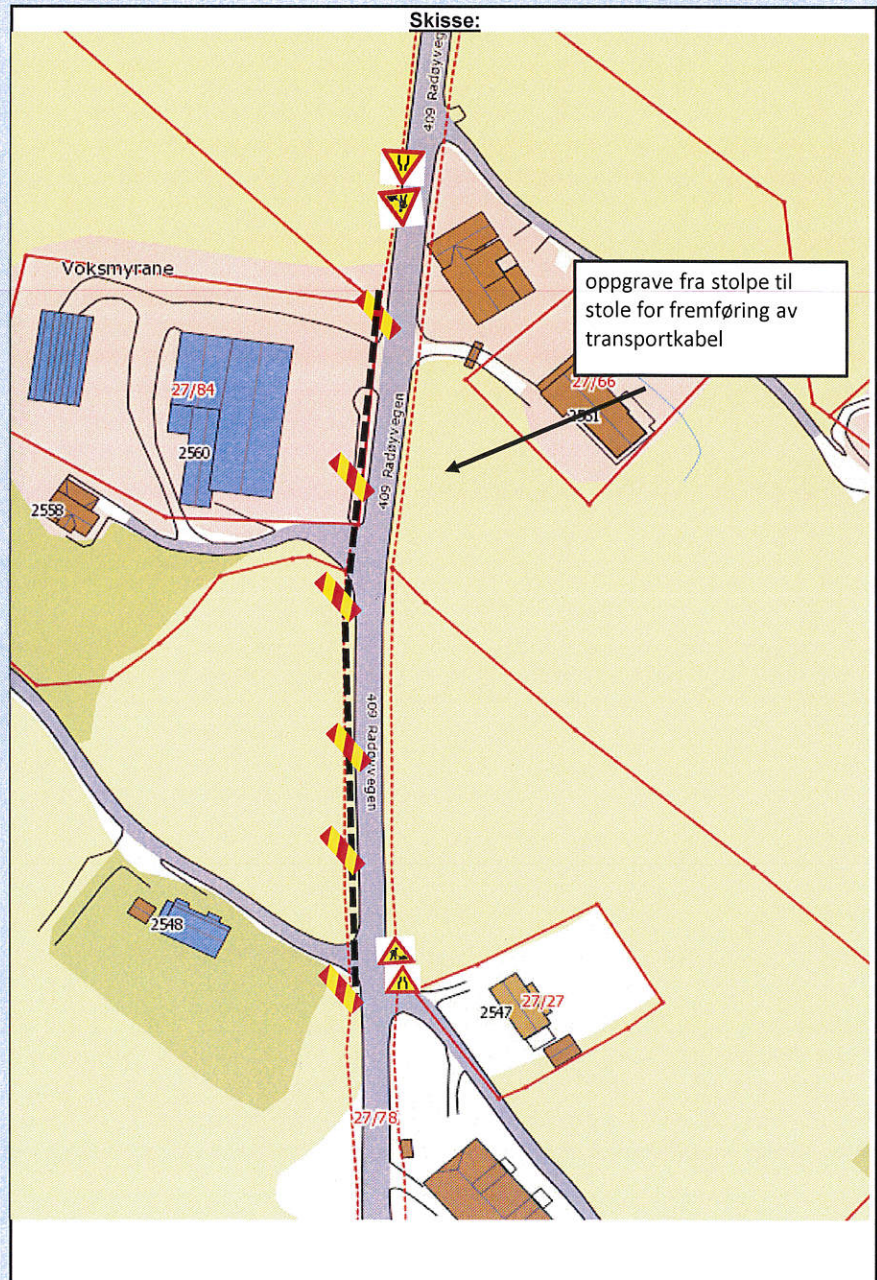 Skisse:
409 Radøyveg
Voksmyrane
oppgrave fra stolpe til
stole for fremføring av
transportkabel
27/84
27/66
2561
2560
409 Radøyvegen
2558
409 Radøyvegen
2548
2547
27/27
27/78